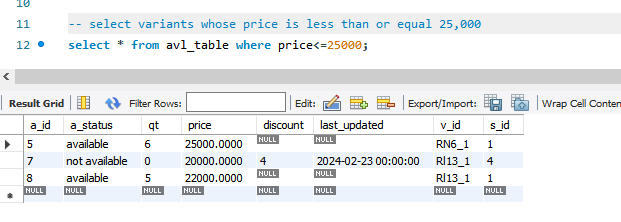 10
11 -- select variants whose price is less than or equal 25,000
12 select * from avl_table where price<=25000;
Result Grid Filter Rows: Edit: Export/Import: Wrap Cell Conten
a_id a_status qt price discount last_updated v_id s_id
5 available 6 25000.0000 NULL NULL RN6_1 1
7 not available 0 20000.0000 4 2024-02-23 00:00:00 Rl13_1 4
8 available 5 22000.0000 NULL NULL Rl13_1 1
NULL NULL NULL NULL NULL NULL NULL NULL